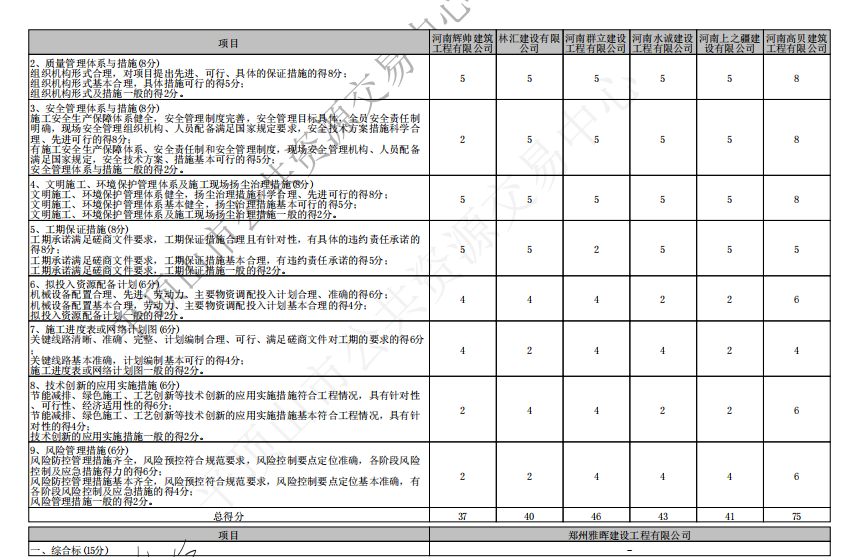 项目 河南辉帅建筑工程有限公司 林汇建设有限公司 河南群立建设工程有限公司 河南水诚建设工程有限公司 河南上之疆建设有限公司 河南高贝建筑工程有限公司
2、质量管理体系与措施(8分)
组织机构形式合理，对项目提出先进、可行、具体的保证措施的得8分；
组织机构形式基本合理，具体措施可行的得5分；
组织机构形式及措施一般的得2分。
5 5 5 5 5 8
3、安全管理体系与措施(8分)
施工安全生产保障体系健全，安全管理制度完善，安全管理目标具体，全员安全责任制
明确，现场安全管理组织机构、人员配备满足国家规定要求，安全技术方案措施科学合
理、先进可行的得8分；
有施工安全生产保障体系、安全责任制和安全管理制度，现场安全管理机构、人员配备
满足国家规定，安全技术方案、措施基本可行的得5分；
安全管理体系与措施一般的得2分。
2 5 5 5 5 8
4、文明施工、环境保护管理体系及施工现场扬尘治理措施(8分)
文明施工、环境保护管理体系健全，扬尘治理措施科学合理、先进可行的得8分；
文明施工、环境保护管理体系基本健全，扬尘治理措施基本可行的得5分；
文明施工、环境保护管理体系及施工现场扬尘治理措施一般的得2分。
5 5 5 5 5 8
5、工期保证措施(8分)
工期承诺满足磋商文件要求，工期保证措施合理且有针对性，有具体的违约责任承诺的
得8分；
工期承诺满足磋商文件要求，工期保证措施基本合理，有违约责任承诺的得5分；
工期承诺满足磋商文件要求，工期保证措施一般的得2分。
5 5 2 5 5 5
6、拟投入资源配备计划(6分)
机械设备配置合理、先进，劳动力、主要物资调配投入计划合理、准确的得6分；
机械设备配置基本合理，劳动力、主要物资调配投入计划基本合理的得4分；
拟投入资源配备计划一般的得2分。
4 4 4 2 2 6
7、施工进度表或网络计划图(6分)
关键线路清晰、准确、完整、计划编制合理、可行、满足磋商文件对工期的要求的得6分
；
关键线路基本准确，计划编制基本可行的得4分；
施工进度表或网络计划图一般的得2分。
4 2 4 4 2 4
8、技术创新的应用实施措施(6分)
节能减排、绿色施工、工艺创新等技术创新的应用实施措施符合工程情况，具有针对性
、可行性、经济适用性的得6分；
节能减排、绿色施工、工艺创新等技术创新的应用实施措施基本符合工程情况，具有针
对性的得4分；
技术创新的应用实施措施一般的得2分。
2 4 4 2 2 6
9、风险管理措施(6分)
风险防控管理措施齐全，风险预控符合规范要求，风险控制要点定位准确，各阶段风险
控制及应急措施得力的得6分；
风险防控管理措施基本齐全，风险预控符合规范要求，风险控制要点定位基本准确，有
各阶段风险控制及应急措施的得4分；
风险管理措施一般的得2分。
2 2 4 4 4 6
总得分 37 40 46 43 41 75
项目 郑州雅晖建设工程有限公司
一、综合标(15分) -
平顶山市公共资源交易中心
平顶山市公共资源交易中心